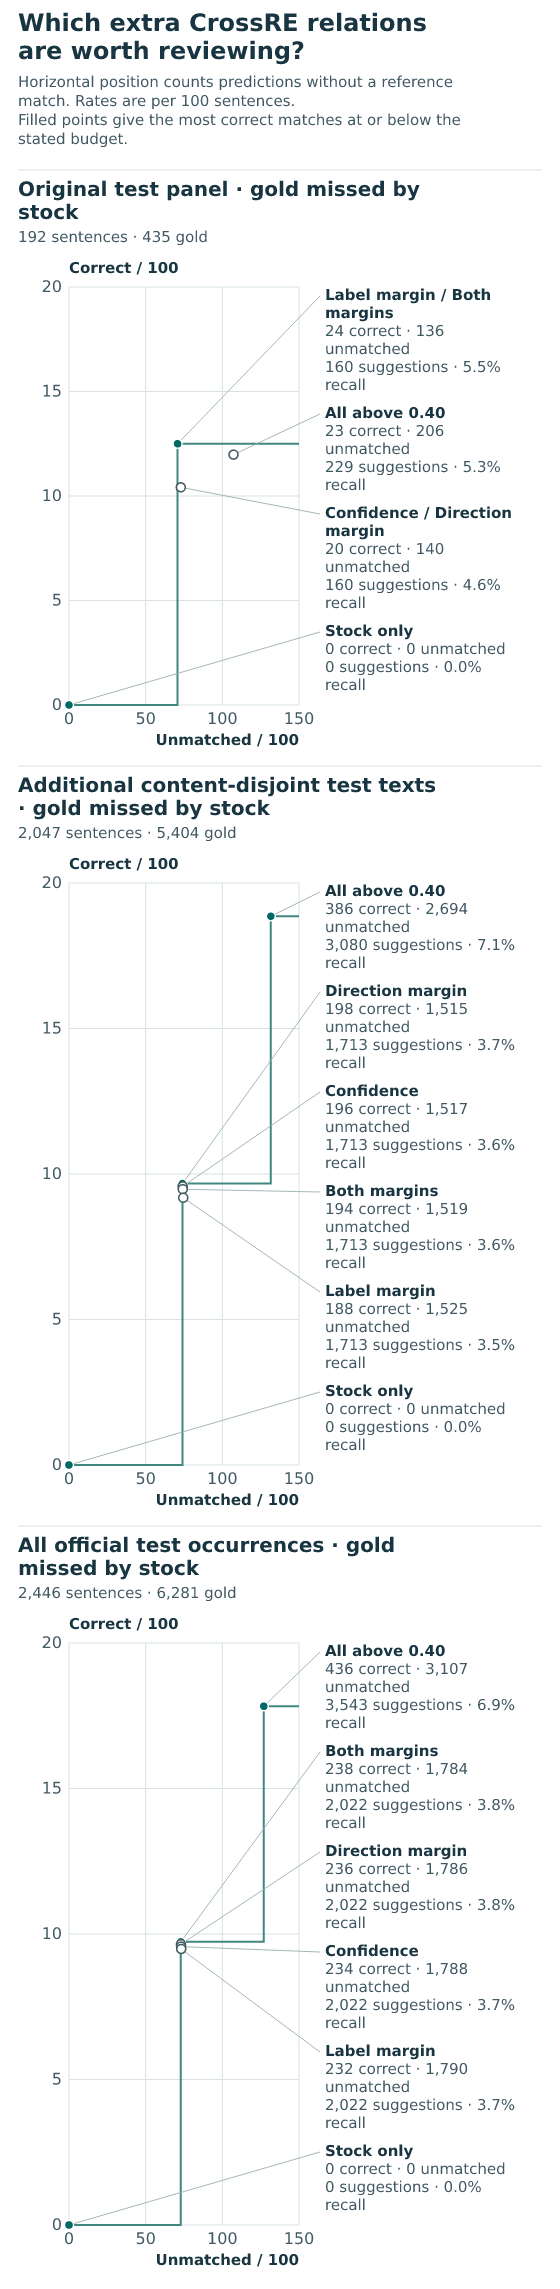 Which extra CrossRE relations
are worth reviewing?
Horizontal position counts predictions without a reference
match. Rates are per 100 sentences.
Filled points give the most correct matches at or below the
stated budget.
Original test panel · gold missed by
stock
192 sentences · 435 gold
Correct / 100
20
15
10
5
0
0
50
100
150
Unmatched / 100
Label margin / Both
margins
24 correct · 136
unmatched
160 suggestions · 5.5%
recall
All above 0.40
23 correct · 206
unmatched
229 suggestions · 5.3%
recall
Confidence / Direction
margin
20 correct · 140
unmatched
160 suggestions · 4.6%
recall
Stock only
0 correct · 0 unmatched
0 suggestions · 0.0%
recall
Additional content-disjoint test texts
· gold missed by stock
2,047 sentences · 5,404 gold
Correct / 100
20
15
10
5
0
0
50
100
150
Unmatched / 100
All above 0.40
386 correct · 2,694
unmatched
3,080 suggestions · 7.1%
recall
Direction margin
198 correct · 1,515
unmatched
1,713 suggestions · 3.7%
recall
Confidence
196 correct · 1,517
unmatched
1,713 suggestions · 3.6%
recall
Both margins
194 correct · 1,519
unmatched
1,713 suggestions · 3.6%
recall
Label margin
188 correct · 1,525
unmatched
1,713 suggestions · 3.5%
recall
Stock only
0 correct · 0 unmatched
0 suggestions · 0.0%
recall
All official test occurrences · gold
missed by stock
2,446 sentences · 6,281 gold
Correct / 100
20
15
10
5
0
0
50
100
150
Unmatched / 100
All above 0.40
436 correct · 3,107
unmatched
3,543 suggestions · 6.9%
recall
Both margins
238 correct · 1,784
unmatched
2,022 suggestions · 3.8%
recall
Direction margin
236 correct · 1,786
unmatched
2,022 suggestions · 3.8%
recall
Confidence
234 correct · 1,788
unmatched
2,022 suggestions · 3.7%
recall
Label margin
232 correct · 1,790
unmatched
2,022 suggestions · 3.7%
recall
Stock only
0 correct · 0 unmatched
0 suggestions · 0.0%
recall